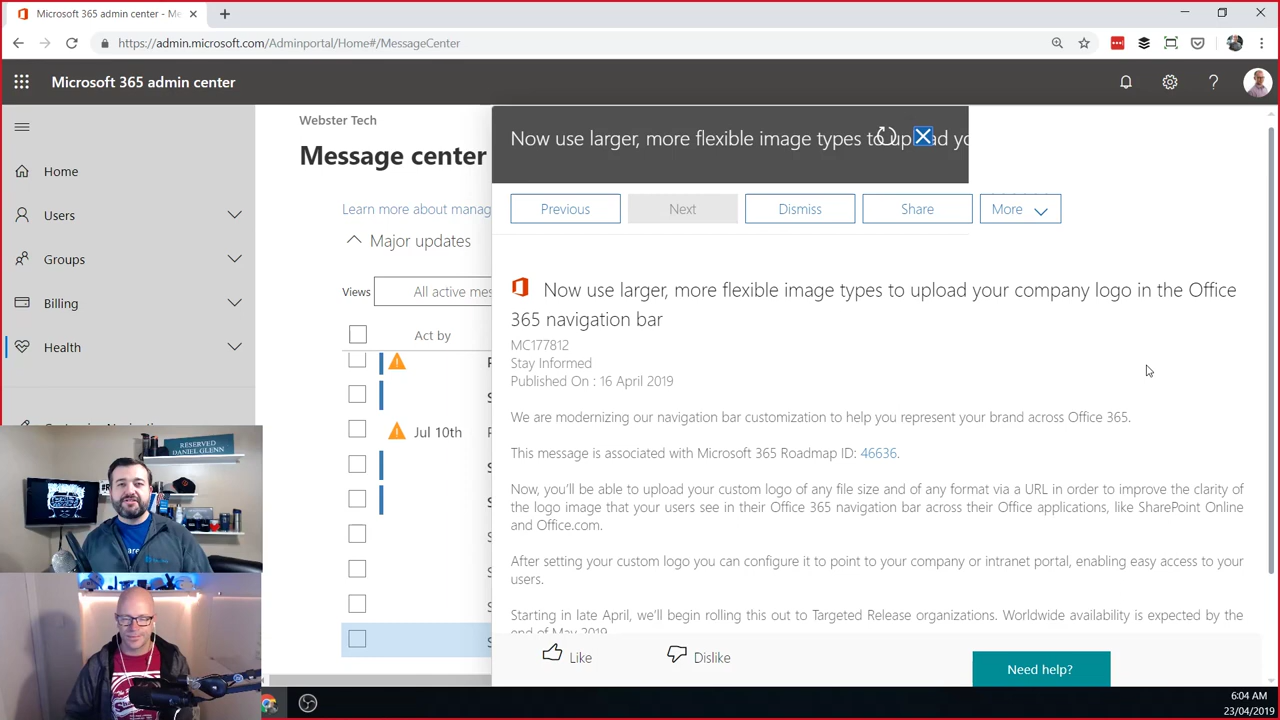 Microsoft 365 admin center - M
https://admin.microsoft.com/Adminportal/Home#/MessageCenter
Microsoft 365 admin center
Home
Users
Groups
Billing
Health
Webster Tech
Message center
Learn more about manag
Major updates
Views
All active mes
Act by
Jul 10th
Now use larger, more flexible image types to upload yo
Previous
Next
Dismiss
Share
More
Now use larger, more flexible image types to upload your company logo in the Office
365 navigation bar
MC177812
Stay Informed
Published On : 16 April 2019
We are modernizing our navigation bar customization to help you represent your brand across Office 365.
This message is associated with Microsoft 365 Roadmap ID: 46636.
Now, you'll be able to upload your custom logo of any file size and of any format via a URL in order to improve the clarity of
the logo image that your users see in their Office 365 navigation bar across their Office applications, like SharePoint Online
and Office.com.
After setting your custom logo you can configure it to point to your company or intranet portal, enabling easy access to your
users.
Starting in late April, we'll begin rolling this out to Targeted Release organizations. Worldwide availability is expected by the
end of May 2019
Like
Dislike
Need help?
RESERVED
DANIEL GLENN
6:04 AM
23/04/2019